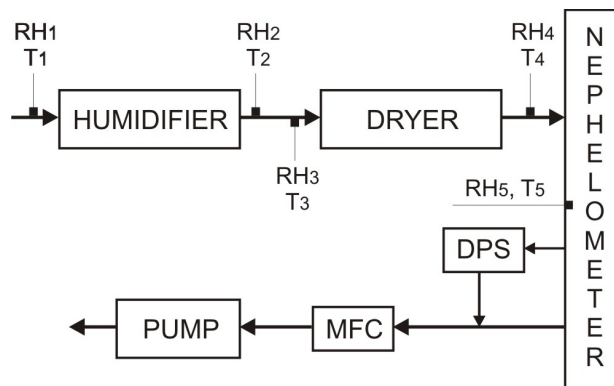 RH1
T1
RH2
T2
RH4
T4
HUMIDIFIER
DRYER
RH3
T3
RH5, T5
DPS
PUMP
MFC
NEPHELOMETER